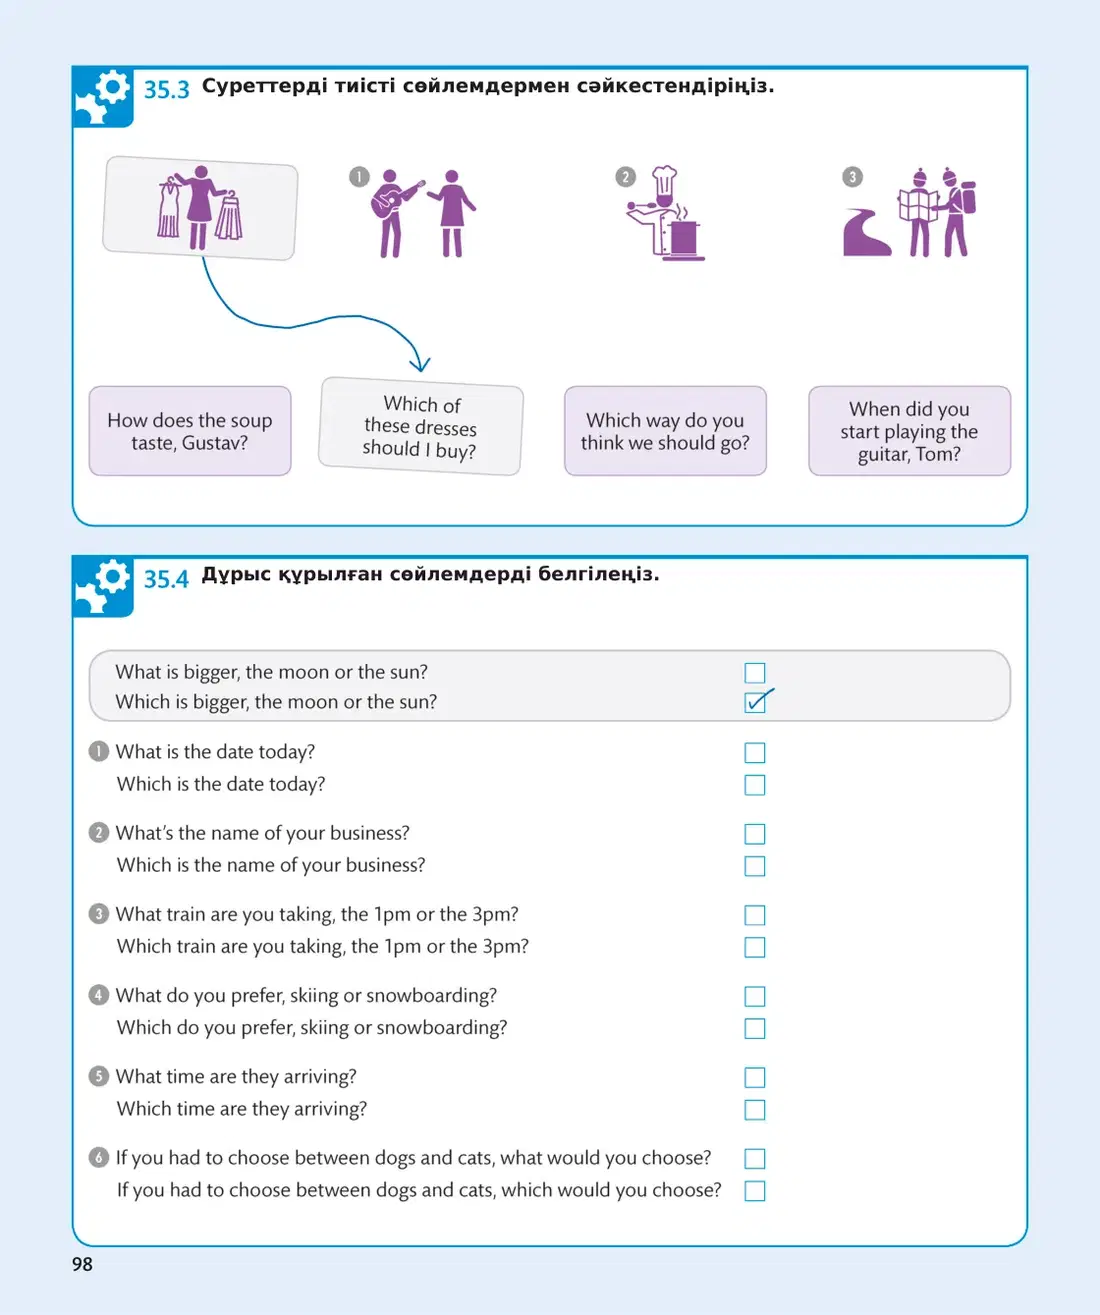 35.3 Суреттерді тиісті сөйлемдермен сәйкестендіріңіз.
1
2
3
How does the soup
taste, Gustav?
Which of
these dresses
should I buy?
Which way do you
think we should go?
When did you
start playing the
guitar, Tom?
35.4 Дұрыс құрылған сөйлемдерді белгілеңіз.
What is bigger, the moon or the sun?
Which is bigger, the moon or the sun?
1 What is the date today?
Which is the date today?
2 What's the name of your business?
Which is the name of your business?
3 What train are you taking, the 1pm or the 3pm?
Which train are you taking, the 1pm or the 3pm?
4 What do you prefer, skiing or snowboarding?
Which do you prefer, skiing or snowboarding?
5 What time are they arriving?
Which time are they arriving?
6 If you had to choose between dogs and cats, what would you choose?
If you had to choose between dogs and cats, which would you choose?
98